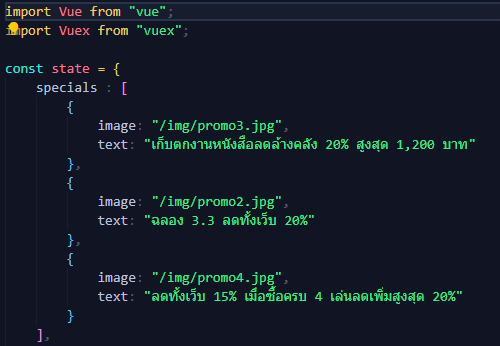 import Vue from "vue";
import Vuex from "vuex";
const state = {
specials : [
{
image: "/img/promo3.jpg",
text: "เก็บตกงานหนังสือลดล้างคลัง 20% สูงสุด 1,200 บาท"
},
{
image: "/img/promo2.jpg",
text: "ฉลอง 3.3 ลดทั้งเว็บ 20%"
},
{
image: "/img/promo4.jpg",
text: "ลดทั้งเว็บ 15% เมื่อซื้อครบ 4 เล่นลดเพิ่มสูงสุด 20%"
}
],